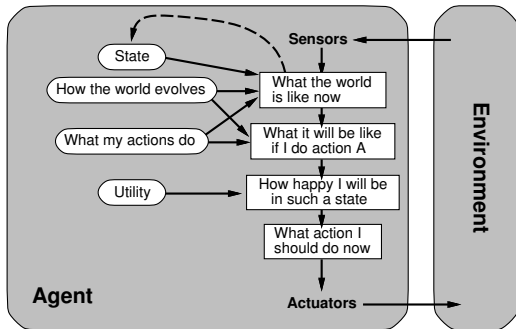 Sensors
State
What the world
is like now
How the world evolves
What my actions do
What it will be like
if I do action A
Utility
How happy I will be
in such a state
What action I
should do now
Agent
Actuators
Environment